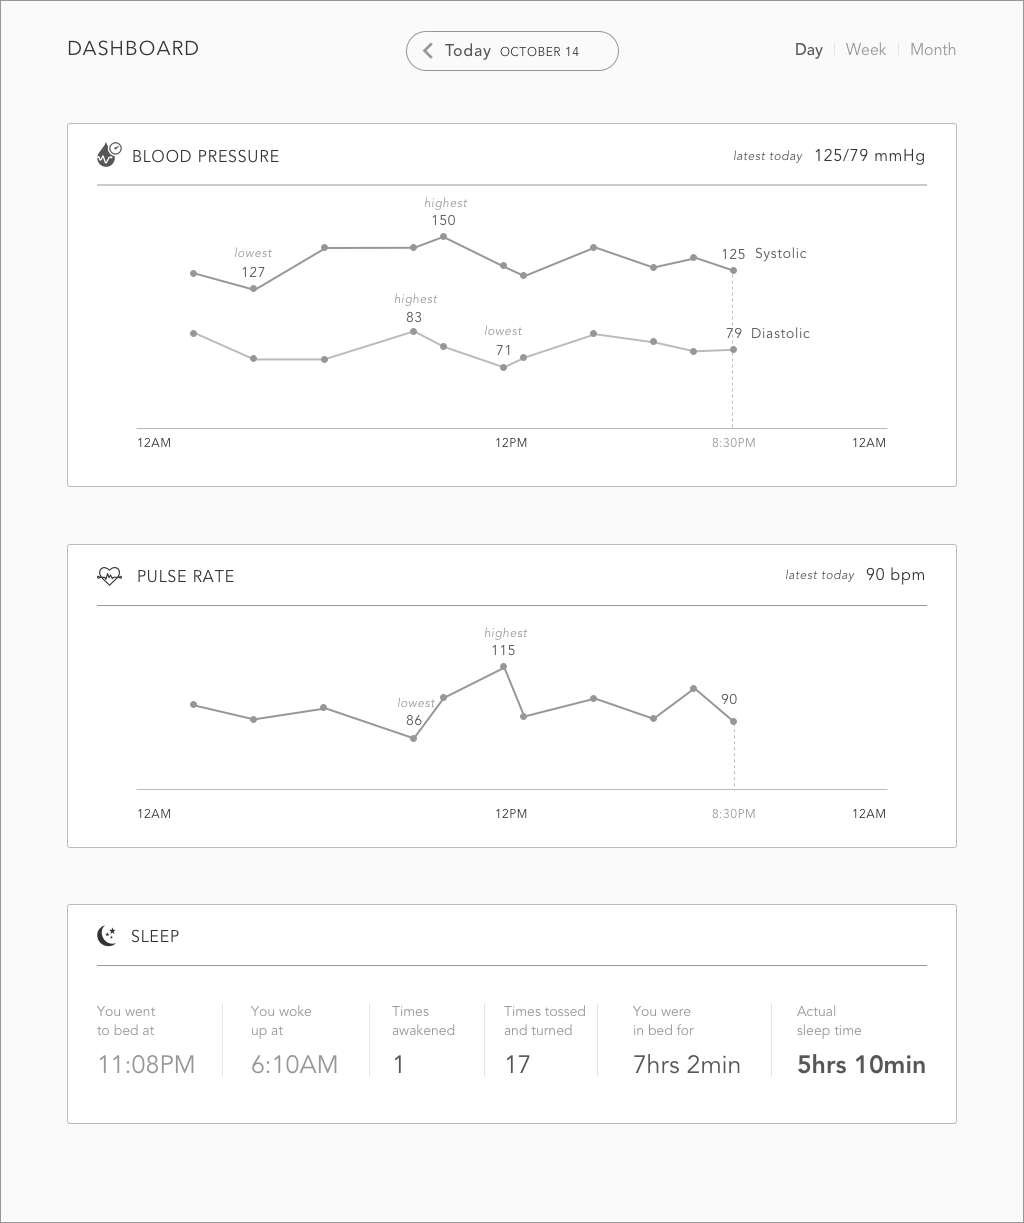 DASHBOARD
Today OCTOBER 14
Day Week Month
BLOOD PRESSURE
latest today 125/79 mmHg
highest
150
lowest
127
125 Systolic
highest
83
lowest
71
79 Diastolic
12AM 12PM 8:30PM 12AM
PULSE RATE
latest today 90 bpm
highest
115
lowest
86
90
12AM 12PM 8:30PM 12AM
SLEEP
You went
to bed at
11:08PM
You woke
up at
6:10AM
Times
awakened
1
Times tossed
and turned
17
You were
in bed for
7hrs 2min
Actual
sleep time
5hrs 10min